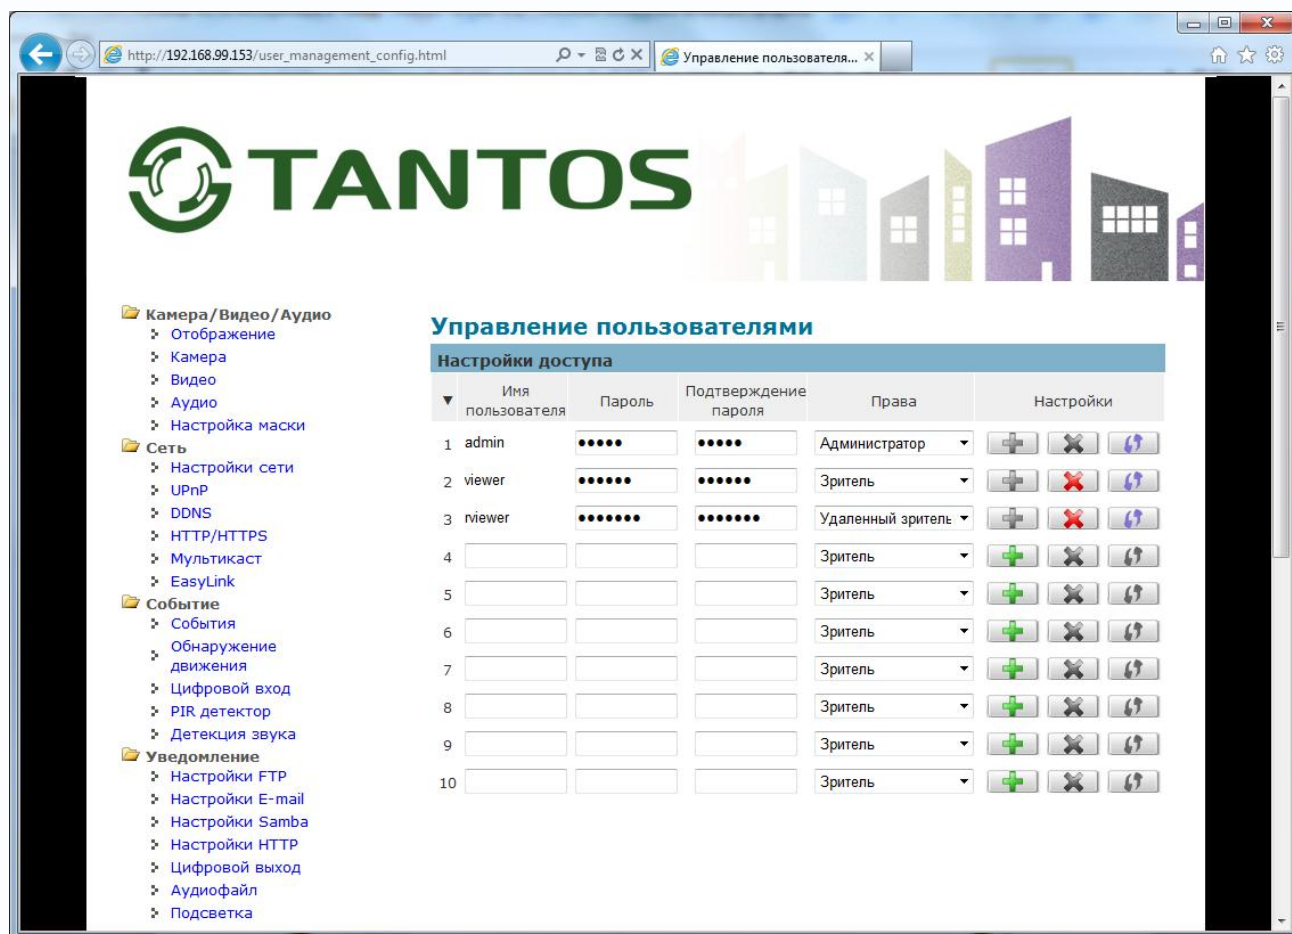 http://192.168.99.153/user_management_config.html
Управление пользователя...
TANTOS
Камера/Видео/Аудио
Отображение
Камера
Видео
Аудио
Настройка маски
Сеть
Настройки сети
UPnP
DDNS
HTTP/HTTPS
Мультикаст
EasyLink
Событие
События
Обнаружение
движения
Цифровой вход
PIR детектор
Детекция звука
Уведомление
Настройки FTP
Настройки E-mail
Настройки Samba
Настройки HTTP
Цифровой выход
Аудиофайл
Подсветка
Управление пользователями
Настройки доступа
▼ Имя пользователя Пароль Подтверждение пароля Права Настройки
1 admin ●●●●● ●●●●● Администратор
2 viewer ●●●●●● ●●●●●● Зритель
3 rviewer ●●●●●●● ●●●●●●● Удаленный зритель
4 Зритель
5 Зритель
6 Зритель
7 Зритель
8 Зритель
9 Зритель
10 Зритель